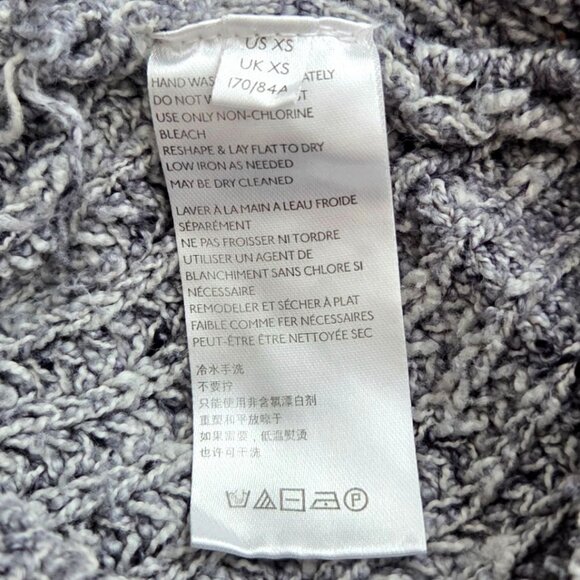 US XS
UK XS
170/84A
HAND
DO NOT
USE ONLY NON-CHLORINE
BLEACH
RESHAPE & LAY FLAT TO DRY
LOW IRON AS NEEDED
MAY BE DRY CLEANED
LAVER À LA MAIN A LEAU FROIDE
SÉPARÉMENT
NE PAS FROISSER NI TORDRE
UTILISER UN AGENT DE
BLANCHIMENT SANS CHLORE SI
NÉCESSAIRE
REMODELER ET SÉCHER À PLAT
FAIBLE COMME FER NÉCESSAIRES
PEUT-ÊTRE ÊTRE NETTOYÉE SEC
冷水手洗
不要拧
只能使用非含氯漂白剂
重塑和平放晾于
如果需要，低温熨烫
也许可干洗
P